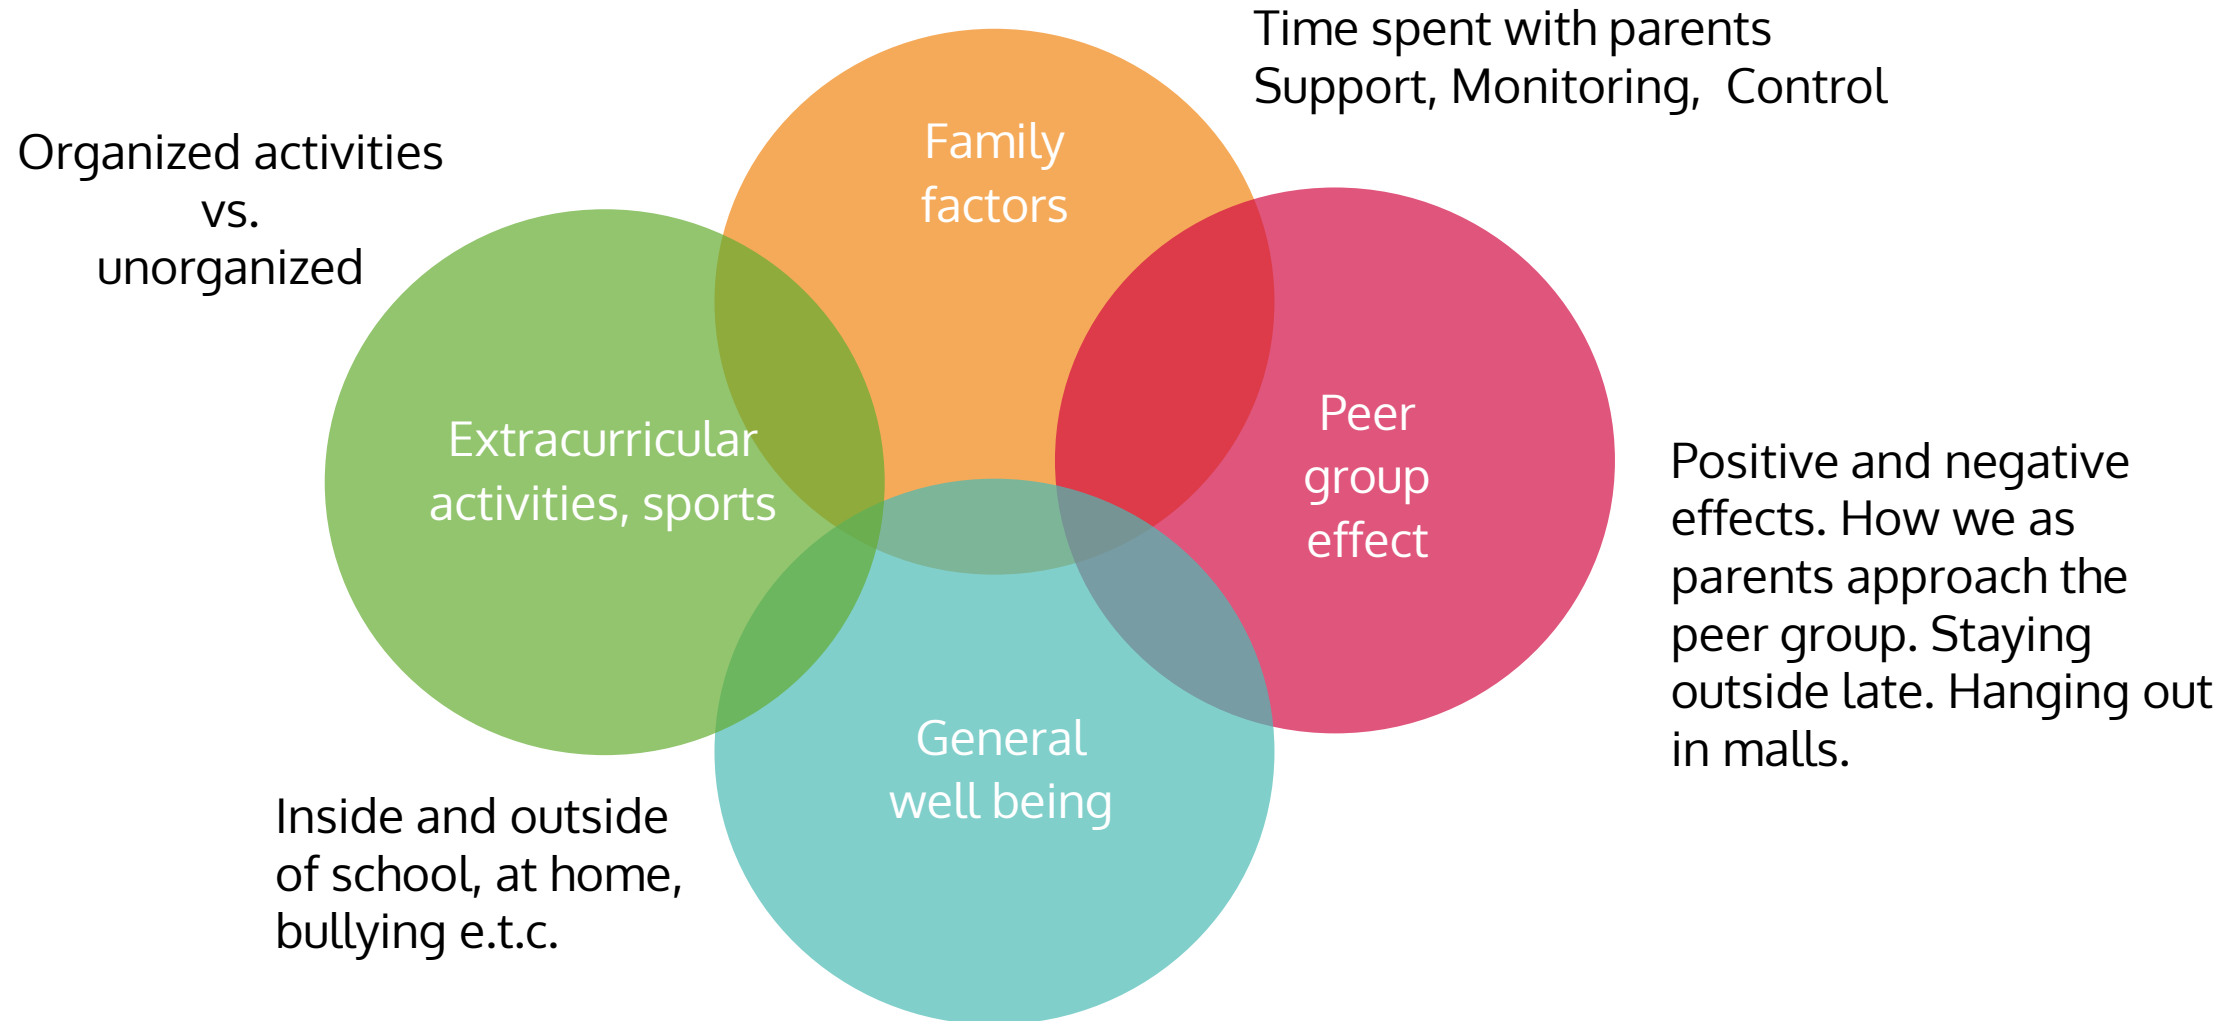 Time spent with parents
Support, Monitoring,  Control
Family
factors
Organized activities
vs.
unorganized
Extracurricular
activities, sports
Peer
group
effect
Positive and negative
effects. How we as
parents approach the
peer group. Staying
outside late. Hanging out
in malls.
General
well being
Inside and outside
of school, at home,
bullying e.t.c.